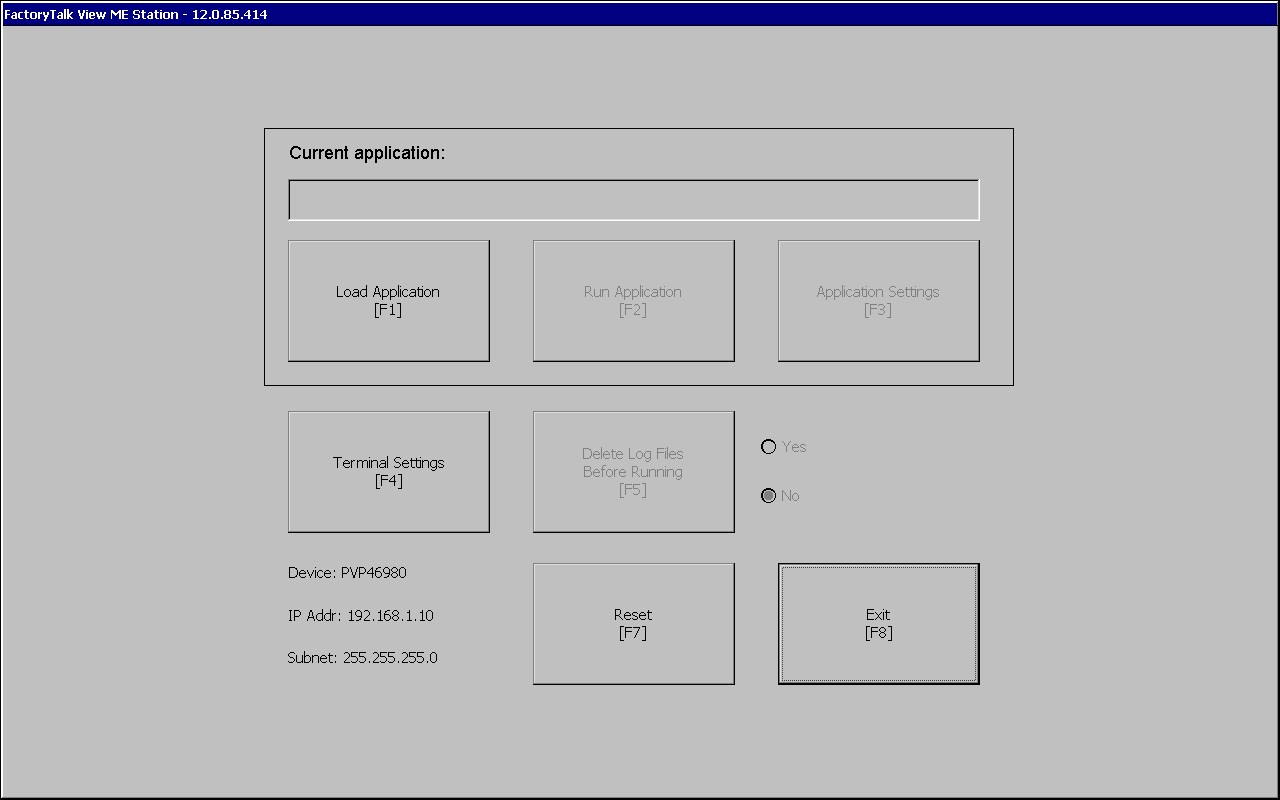 FactoryTalk View ME Station - 12.0.85.414
Current application:
Load Application
[F1]
Run Application
[F2]
Application Settings
[F3]
Terminal Settings
[F4]
Delete Log Files
Before Running
[F5]
Yes
No
Device: PVP46980
IP Addr: 192.168.1.10
Subnet: 255.255.255.0
Reset
[F7]
Exit
[F8]